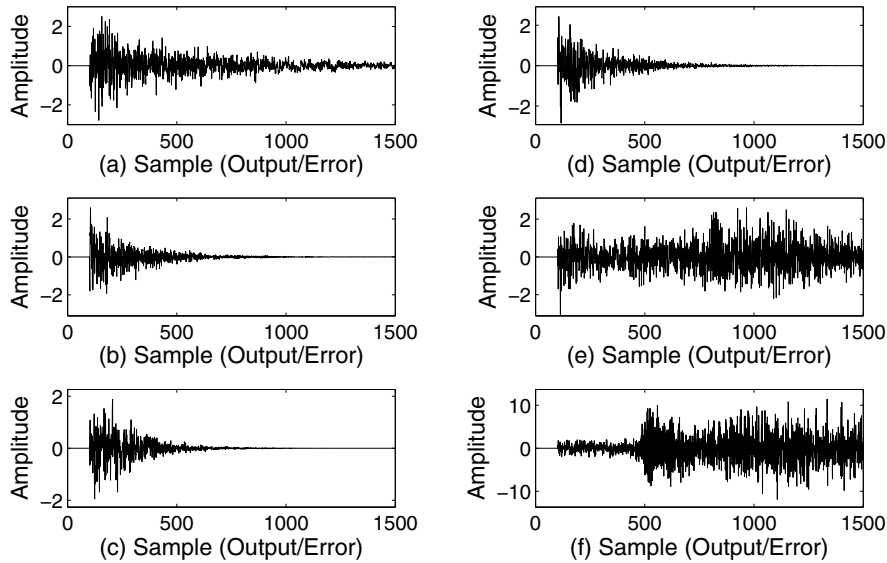 Amplitude
2
0
−2
0 500 1000 1500
(a) Sample (Output/Error)
Amplitude
2
0
−2
0 500 1000 1500
(b) Sample (Output/Error)
Amplitude
2
0
−2
0 500 1000 1500
(c) Sample (Output/Error)
Amplitude
2
0
−2
0 500 1000 1500
(d) Sample (Output/Error)
Amplitude
2
0
−2
0 500 1000 1500
(e) Sample (Output/Error)
Amplitude
10
0
−10
0 500 1000 1500
(f) Sample (Output/Error)